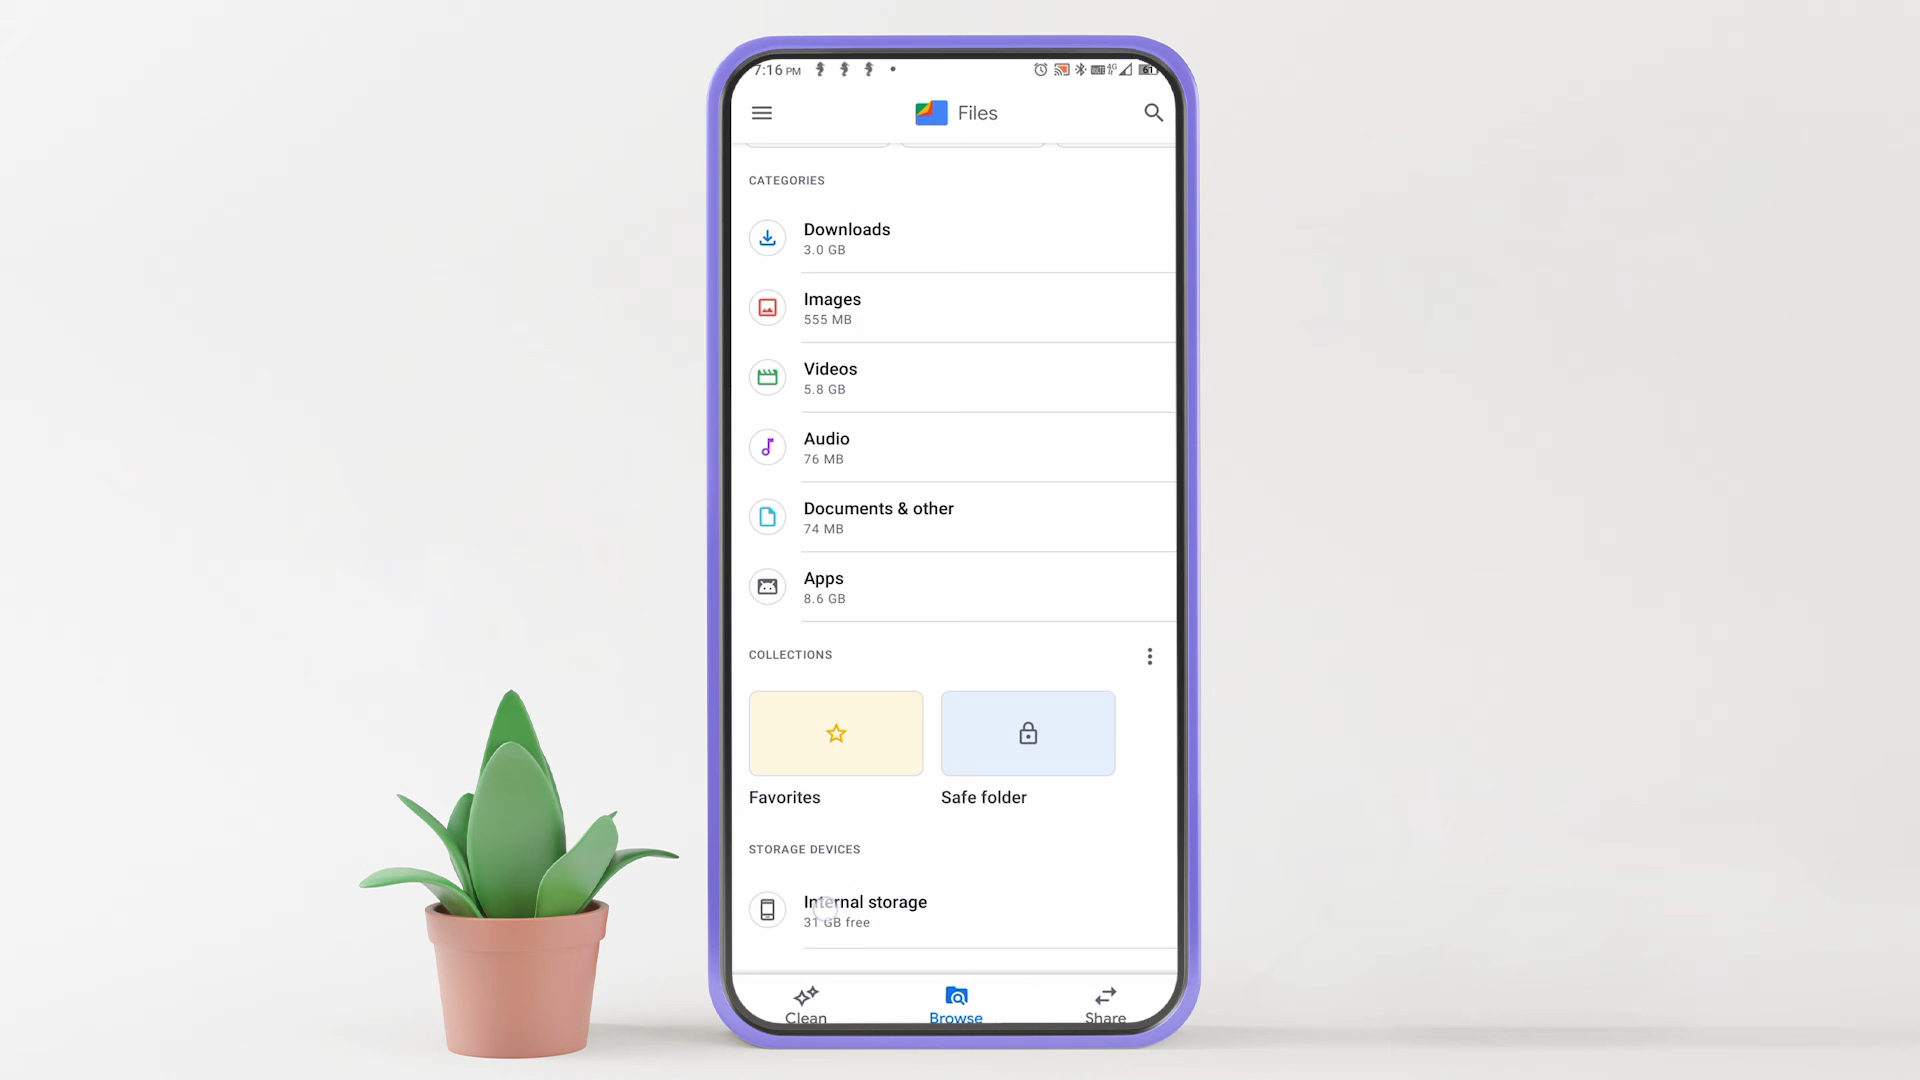 7:16 PM
4G
61
Files
CATEGORIES
Downloads
3.0 GB
Images
555 MB
Videos
5.8 GB
Audio
76 MB
Documents & other
74 MB
Apps
8.6 GB
COLLECTIONS
Favorites
Safe folder
STORAGE DEVICES
Internal storage
31 GB free
Clean
Browse
Share